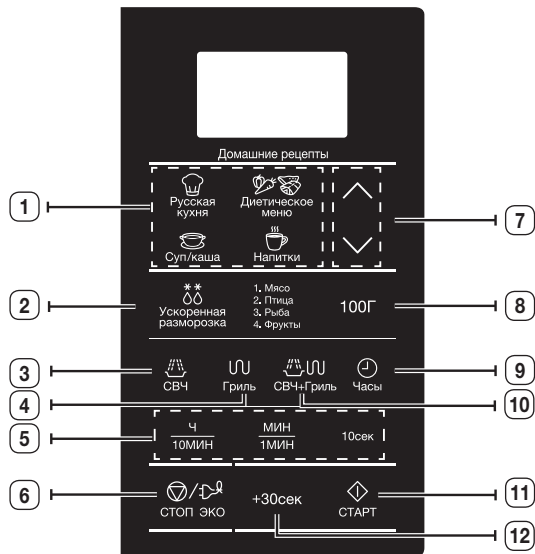 Домашние рецепты
1
Русская
кухня
Диетическое
меню
7
Суп/каша
Напитки
2
Ускоренная
разморозка
1. Мясо
2. Птица
3. Рыба
4. Фрукты
100Г
8
3
СВЧ
Гриль
СВЧ+Гриль
Часы
9
4
10
5
Ч
10МИН
МИН
1МИН
10сек
6
СТОП ЭКО
+30сек
СТАРТ
11
12